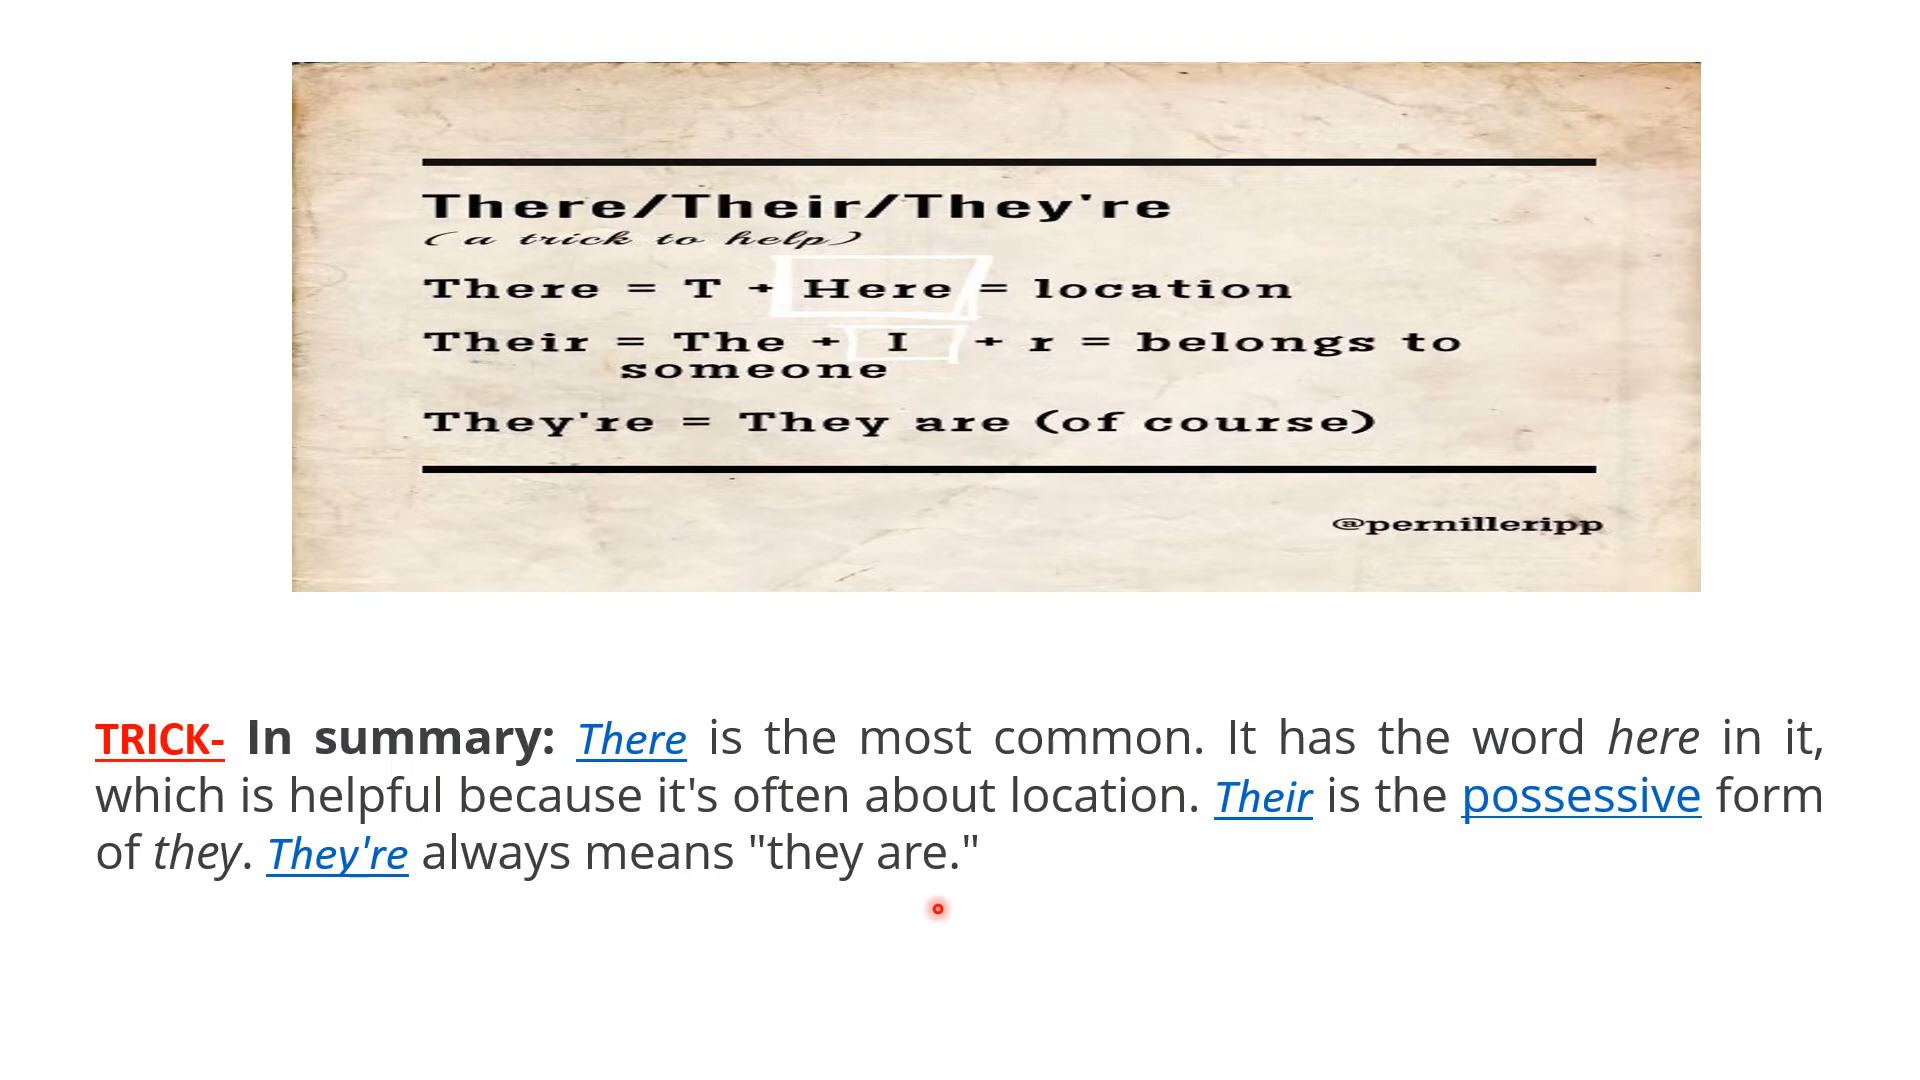 There/Their/They're
(a trick to help)
There = T + Here = location
Their = The + I + r = belongs to
someone
They're = They are (of course)
@pernilleripp
TRICK- In summary: There is the most common. It has the word here in it,
which is helpful because it's often about location. Their is the possessive form
of they. They're always means "they are."